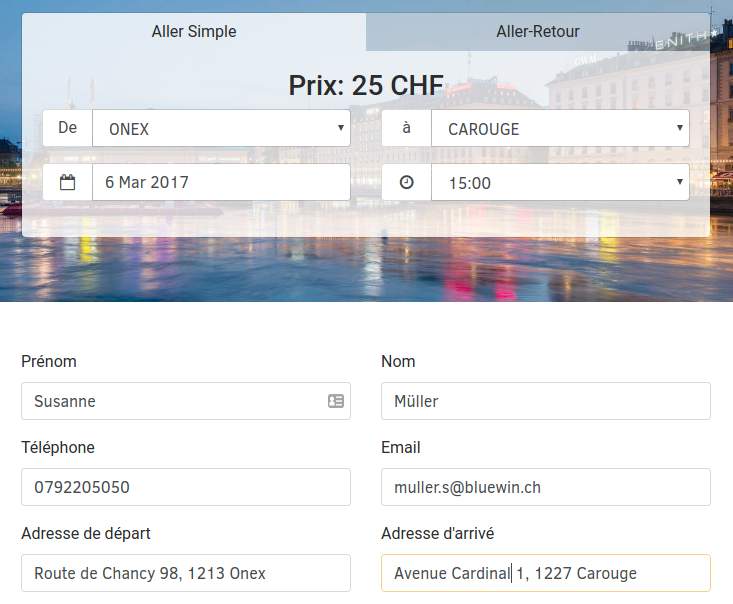 Aller Simple
Aller-Retour
ENITH
Prix: 25 CHF
De
ONEX
à
CAROUGE
6 Mar 2017
15:00
Prénom
Nom
Susanne
Müller
Téléphone
Email
0792205050
muller.s@bluewin.ch
Adresse de départ
Adresse d'arrivé
Route de Chancy 98, 1213 Onex
Avenue Cardinal 1, 1227 Carouge